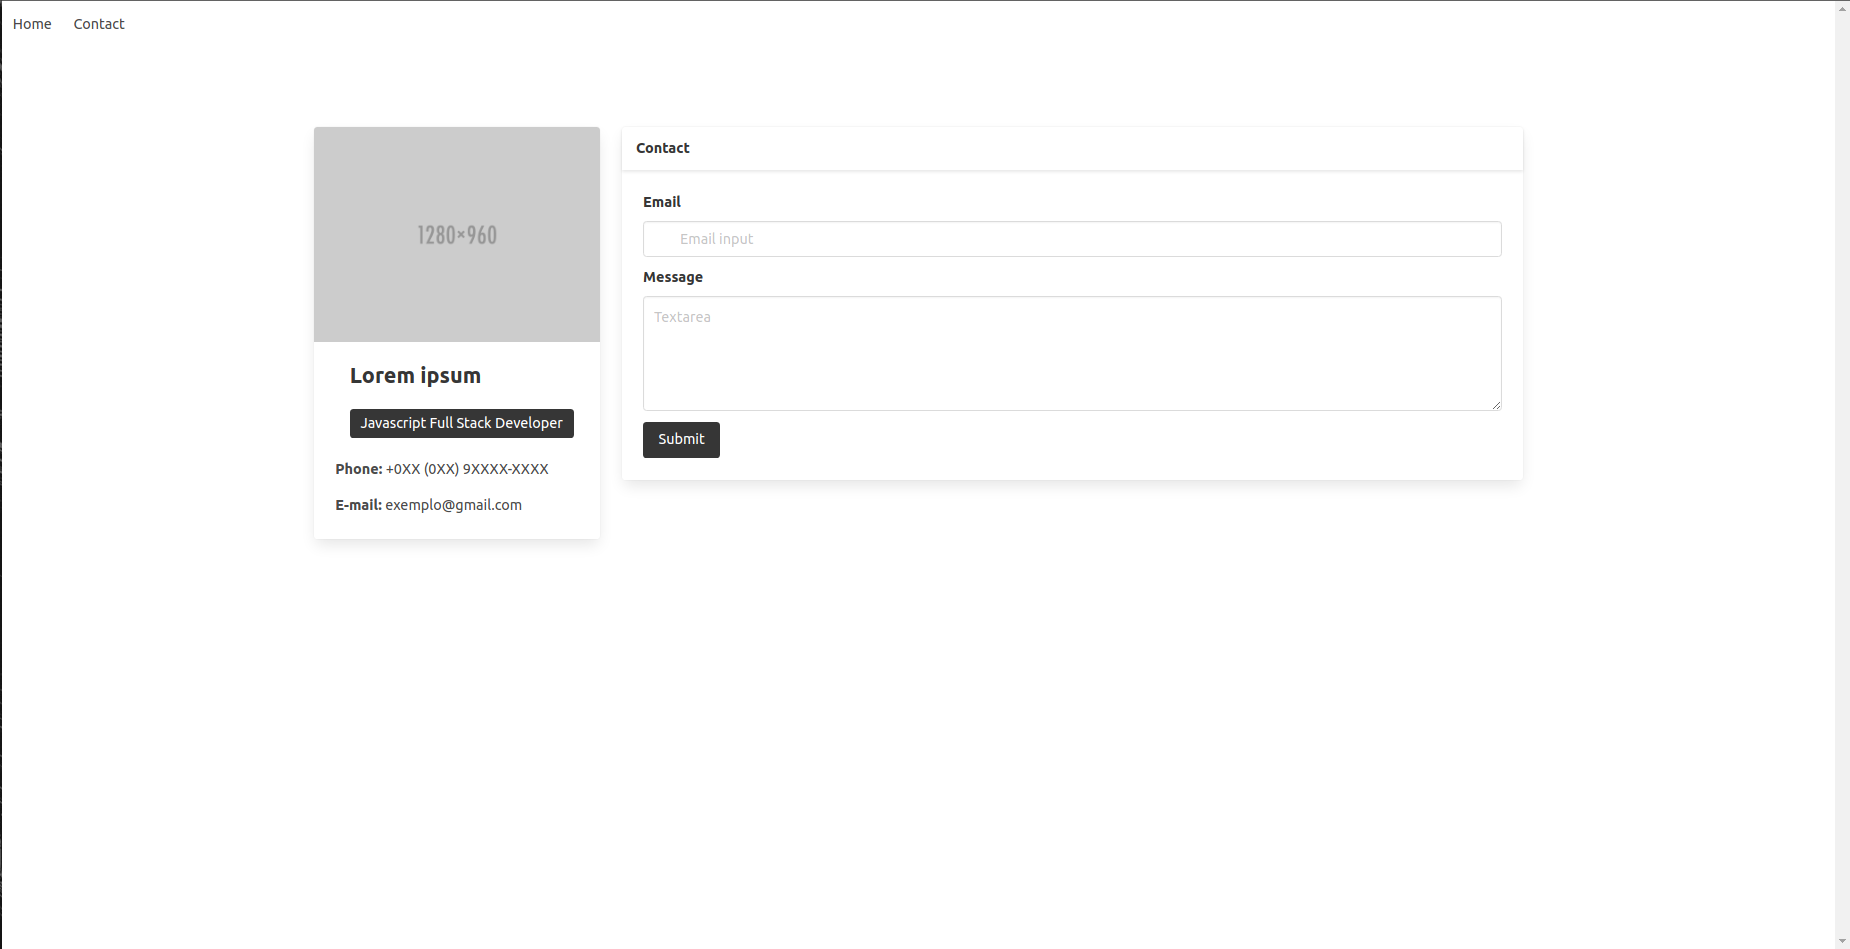 Home Contact
1280×960
Lorem ipsum
Javascript Full Stack Developer
Phone: +0XX (0XX) 9XXXX-XXXX
E-mail: exemplo@gmail.com
Contact
Email
Email input
Message
Textarea
Submit